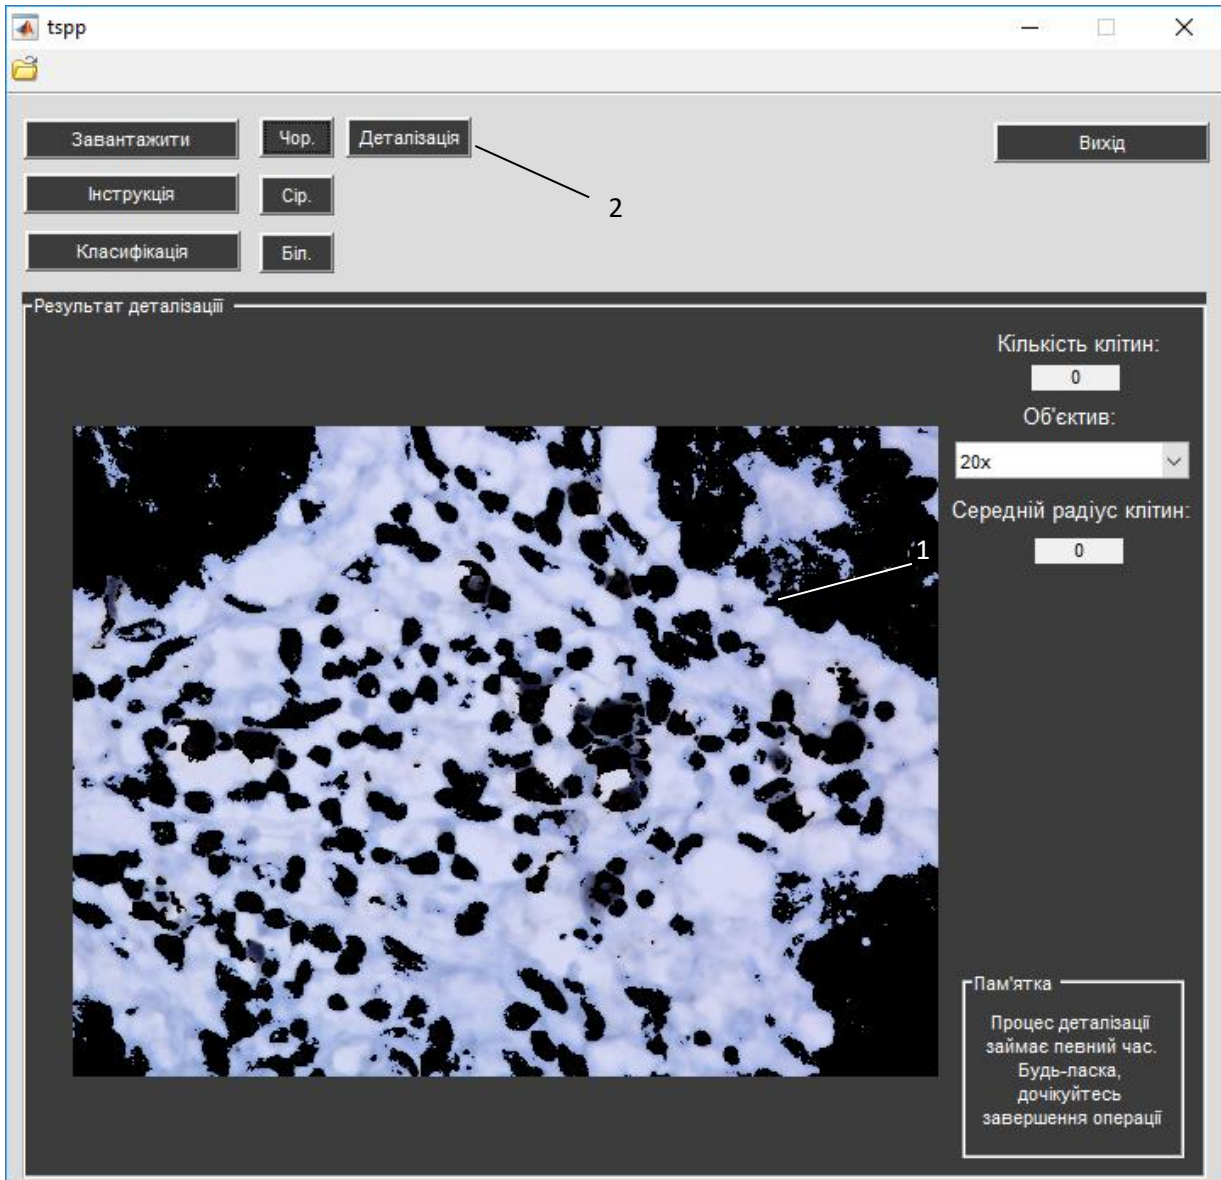 tspp
Завантажити
Чор.
Деталізація
Вихід
Інструкція
Сір.
2
Класифікація
Біл.
Результат деталізаціїї
Кількість клітин:
0
Об'єктив:
20x
Середній радіус клітин:
0
1
Пам'ятка
Процес деталізації
займає певний час.
Будь-ласка,
дочікуйтесь
завершення операції